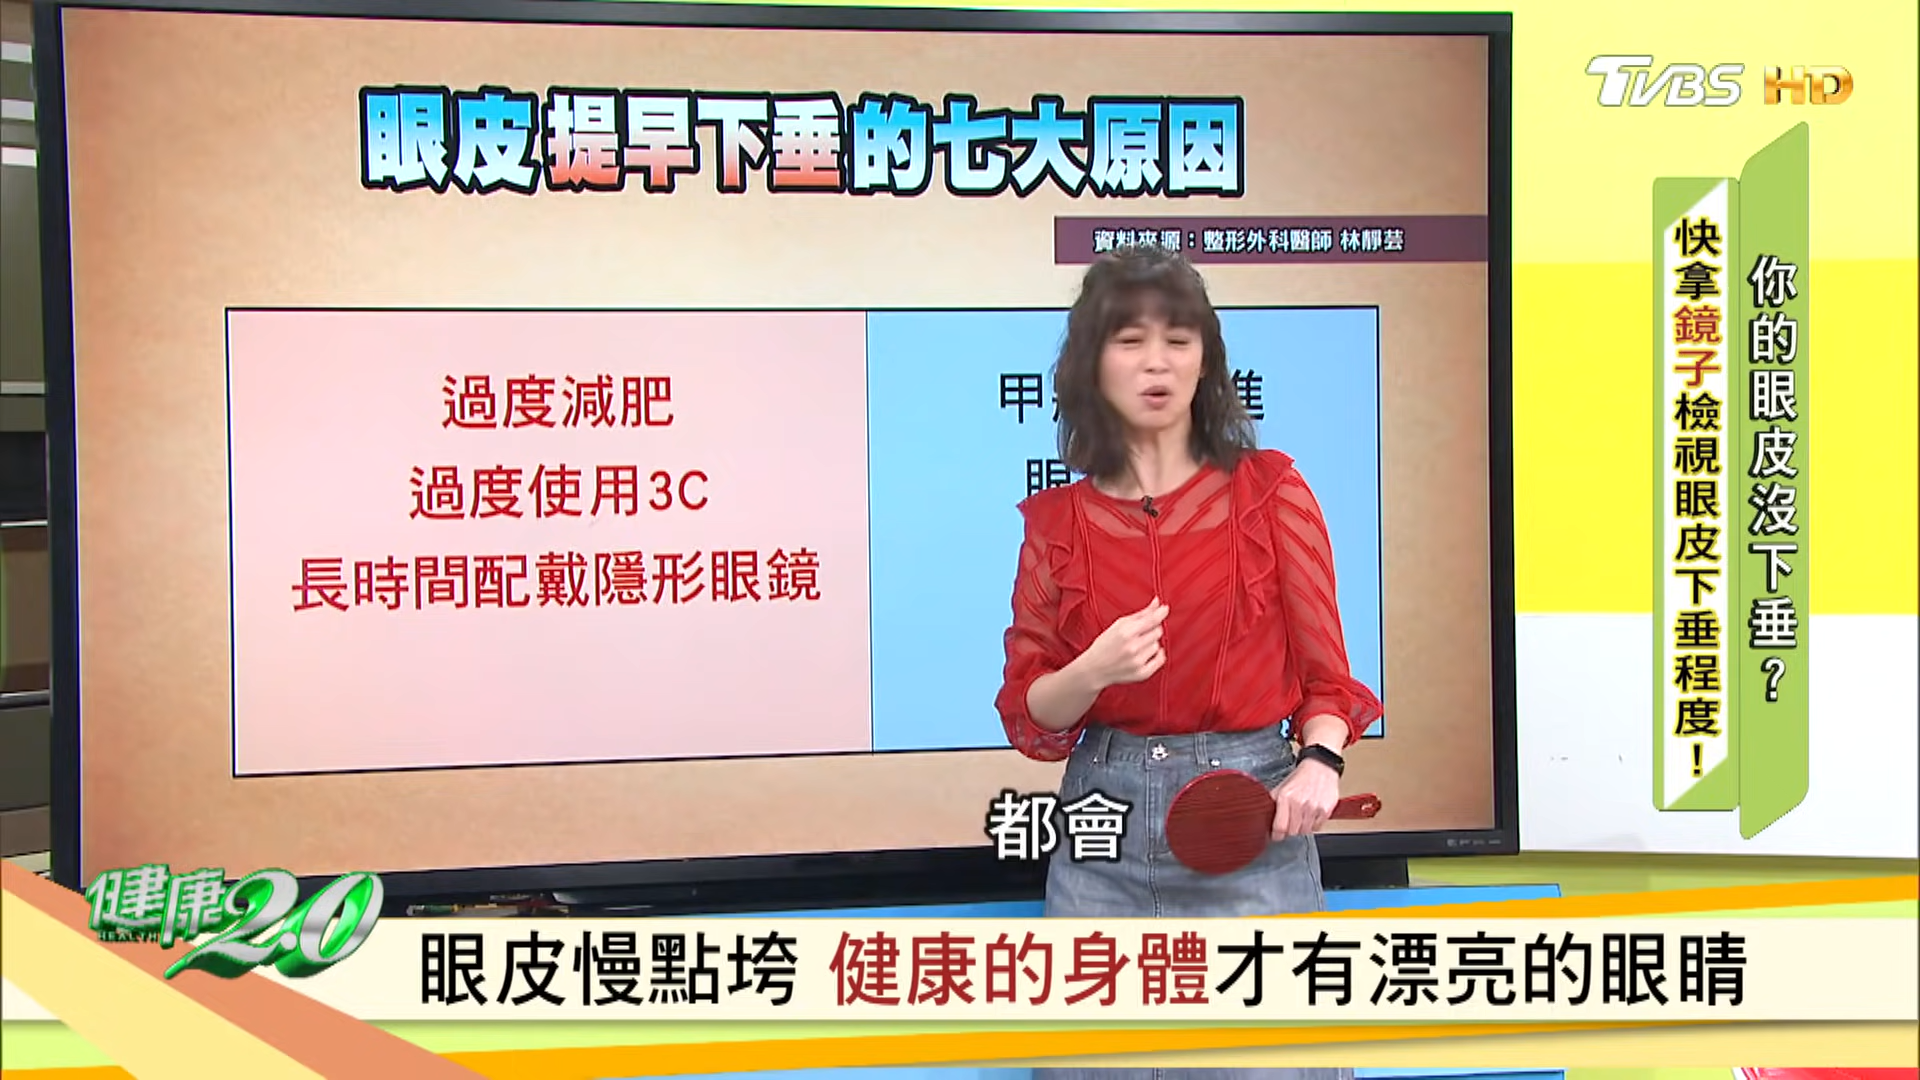 眼皮提早下垂的七大原因
TVBS HD
資料來源：整形外科醫師 林靜芸
過度減肥
過度使用3C
長時間配戴隱形眼鏡
甲
進
眼
你的眼皮沒下垂？
快拿鏡子檢視眼皮下垂程度！
都會
健康2.0
HEALTH
眼皮慢點垮 健康的身體才有漂亮的眼睛